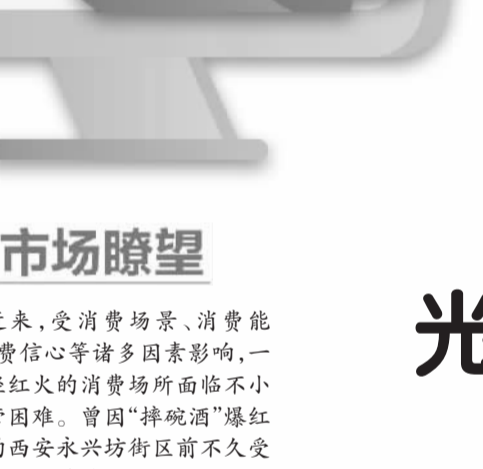 市场瞭望
来，受消费场景、消费能
费信心等诸多因素影响，一
红火的消费场所面临不小
困难。曾因“摔碗酒”爆红
西安永兴坊街区前不久受
光